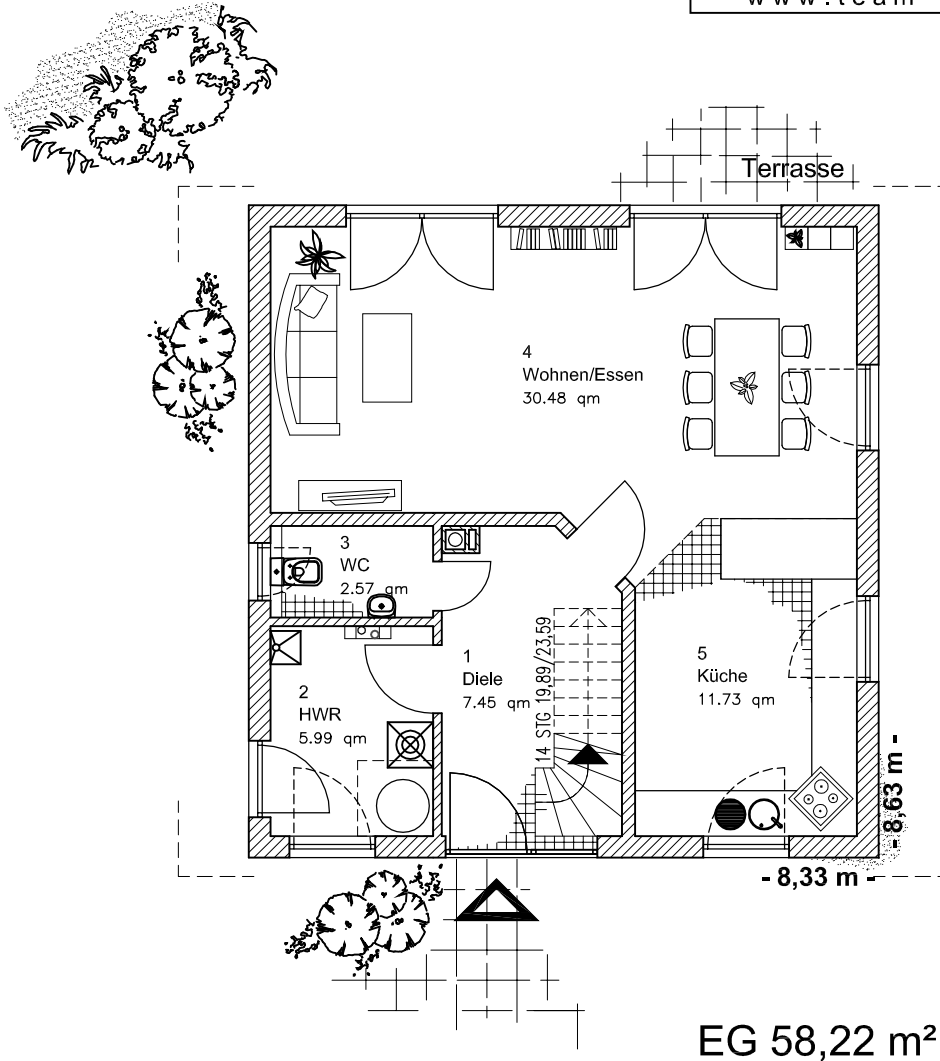 www.team
Terrasse
4
Wohnen/Essen
30.48 qm
3
WC
2.57 qm
1
Diele
7.45 qm
14 STG 19,89/23,59
5
Küche
11.73 qm
2
HWR
5.99 qm
- 8,63 m -
- 8,33 m -
EG 58,22 m²